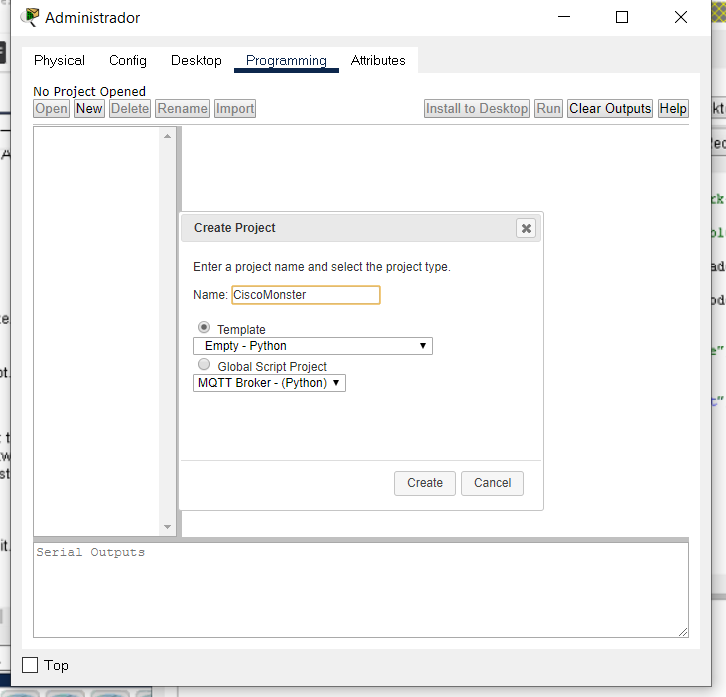 Administrador
Physical Config Desktop Programming Attributes
No Project Opened
Open New Delete Rename Import Install to Desktop Run Clear Outputs Help
Create Project
Enter a project name and select the project type.
Name: CiscoMonster
Template
Empty - Python
Global Script Project
MQTT Broker - (Python)
Create Cancel
Serial Outputs
Top